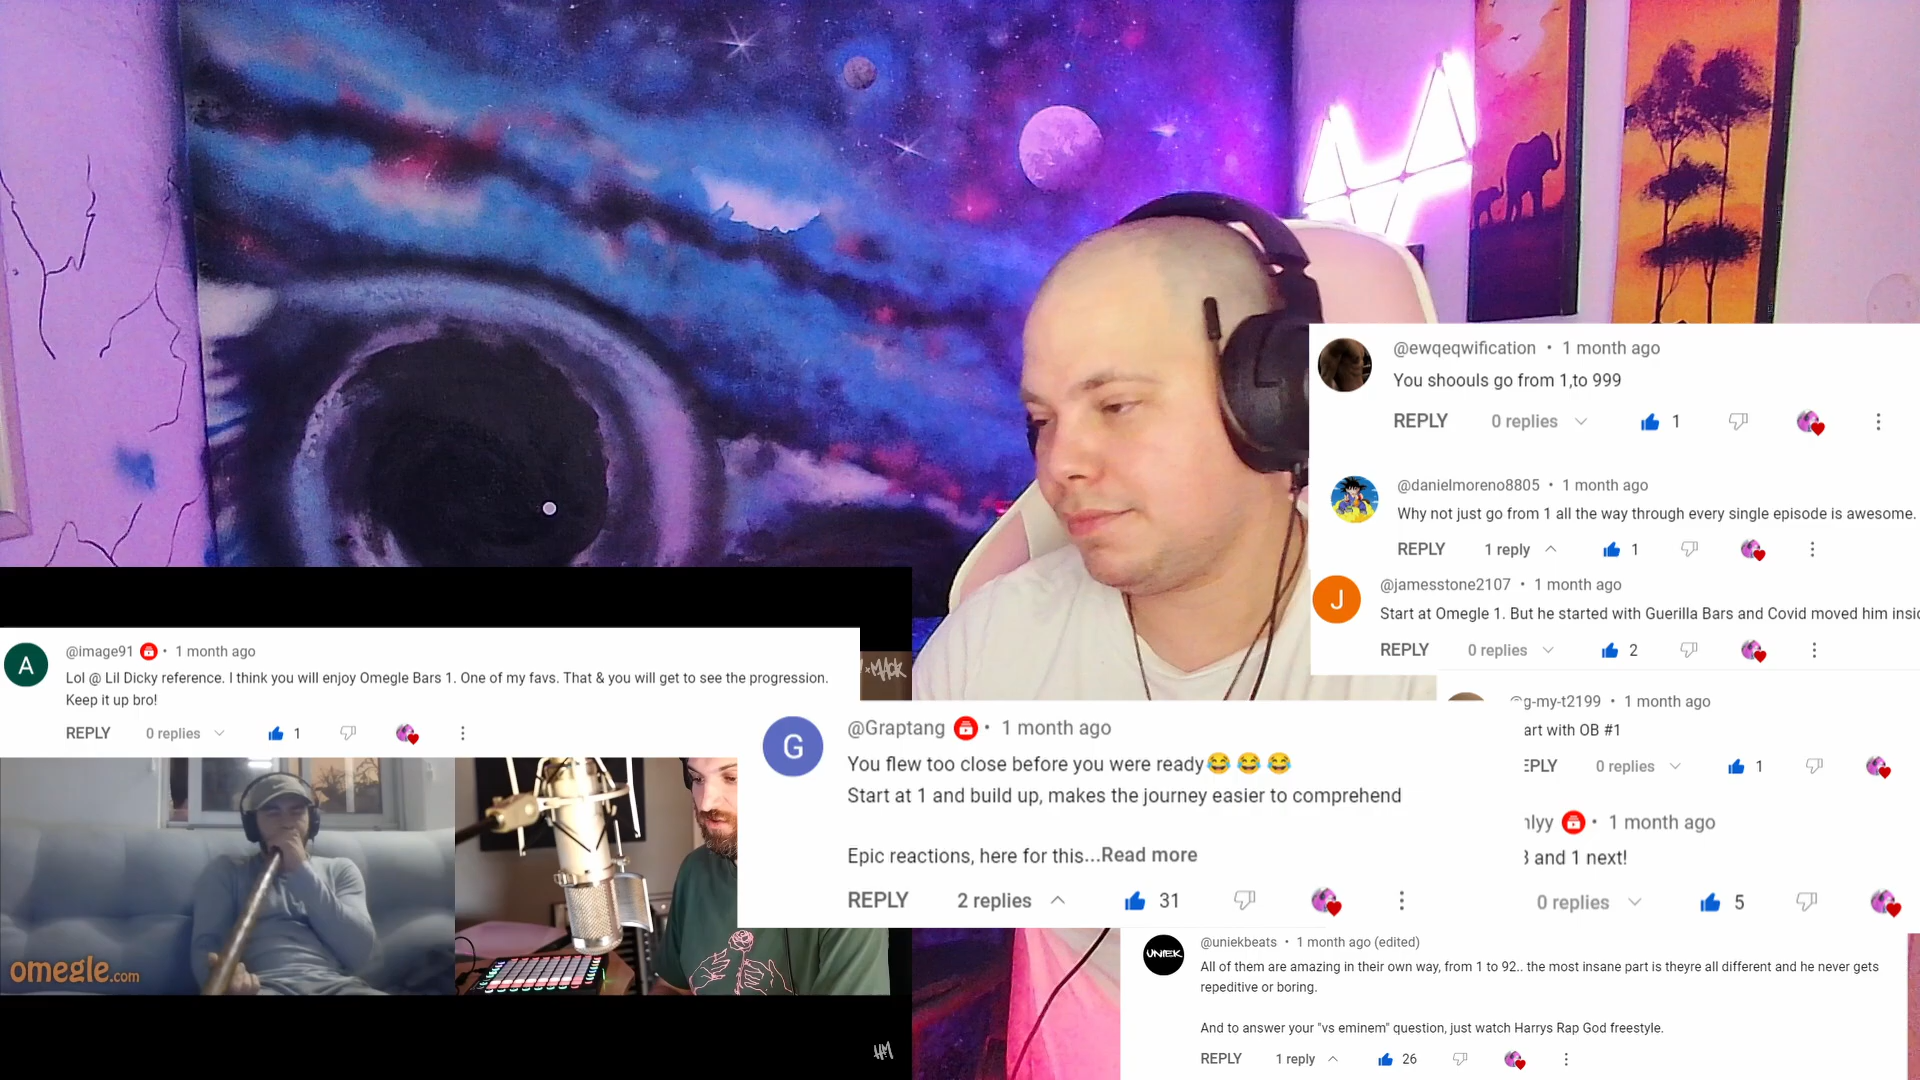 @ewqeqwification • 1 month ago
You shoouls go from 1,to 999
REPLY 0 replies 1
@danielmoreno8805 • 1 month ago
Why not just go from 1 all the way through every single episode is awesome.
REPLY 1 reply 1
J
@jamesstone2107 • 1 month ago
Start at Omegle 1. But he started with Guerilla Bars and Covid moved him insi
REPLY 0 replies 2
A
@image91 • 1 month ago
Lol @ Lil Dicky reference. I think you will enjoy Omegle Bars 1. One of my favs. That & you will get to see the progression.
Keep it up bro!
REPLY 0 replies 1
MACK
G
@Graptang • 1 month ago
You flew too close before you were ready😂 😂 😂
Start at 1 and build up, makes the journey easier to comprehend
Epic reactions, here for this...Read more
REPLY 2 replies 31
g-my-t2199 • 1 month ago
art with OB #1
EPLY 0 replies 1
nlyy • 1 month ago
3 and 1 next!
0 replies 5
omegle.com
HM
UNIEK
@uniekbeats • 1 month ago (edited)
All of them are amazing in their own way, from 1 to 92.. the most insane part is theyre all different and he never gets
repeditive or boring.
And to answer your "vs eminem" question, just watch Harrys Rap God freestyle.
REPLY 1 reply 26